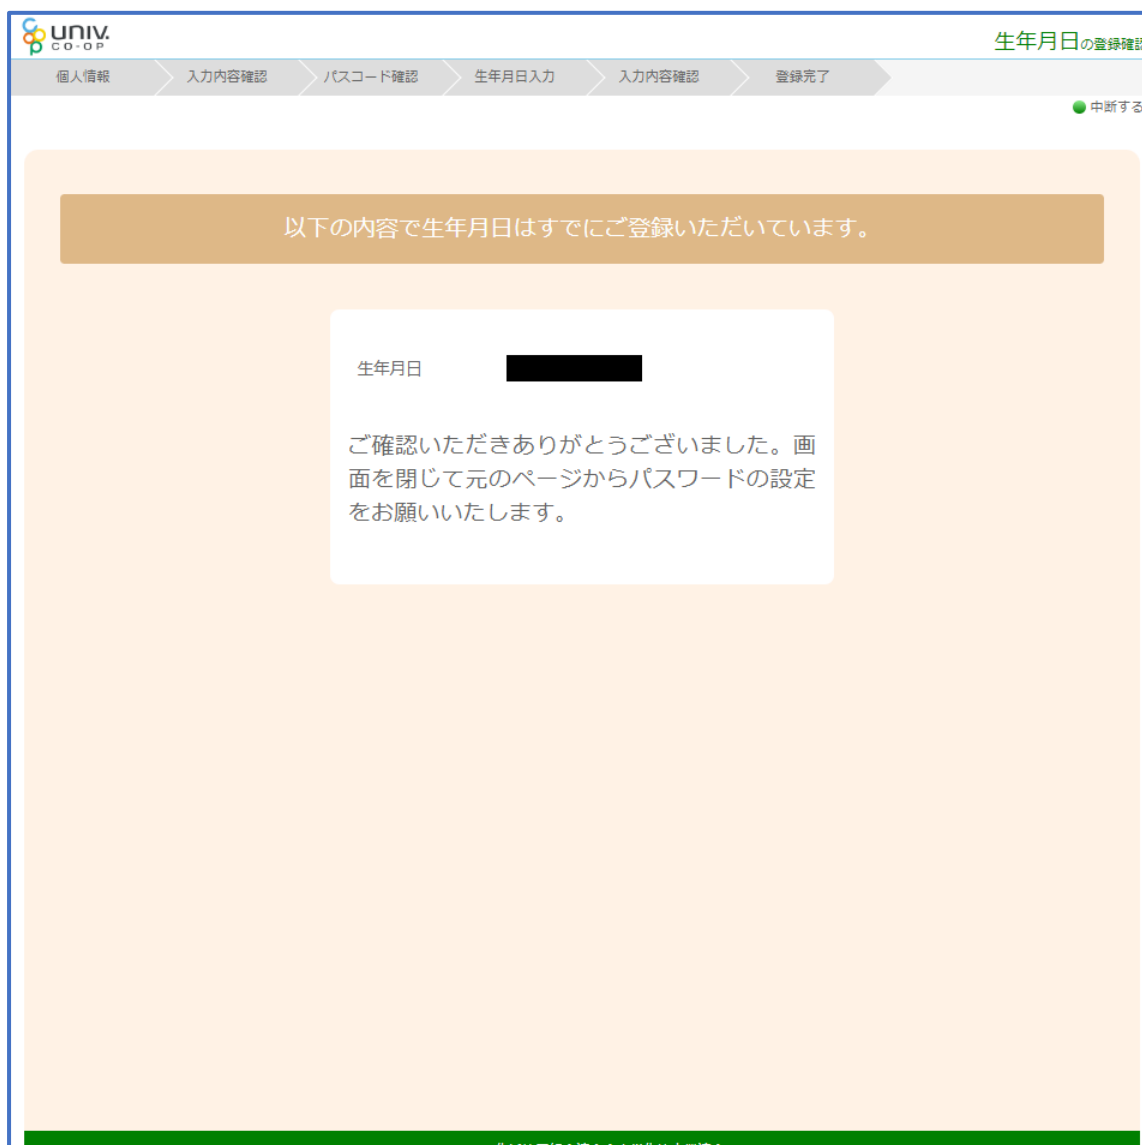 UNIV.
CO-OP
生年月日の登録確認
個人情報
入力内容確認
パスコード確認
生年月日入力
入力内容確認
登録完了
中断する
以下の内容で生年月日はすでにご登録いただいています。
生年月日
ご確認いただきありがとうございました。画
面を閉じて元のページからパスワードの設定
をお願いいたします。